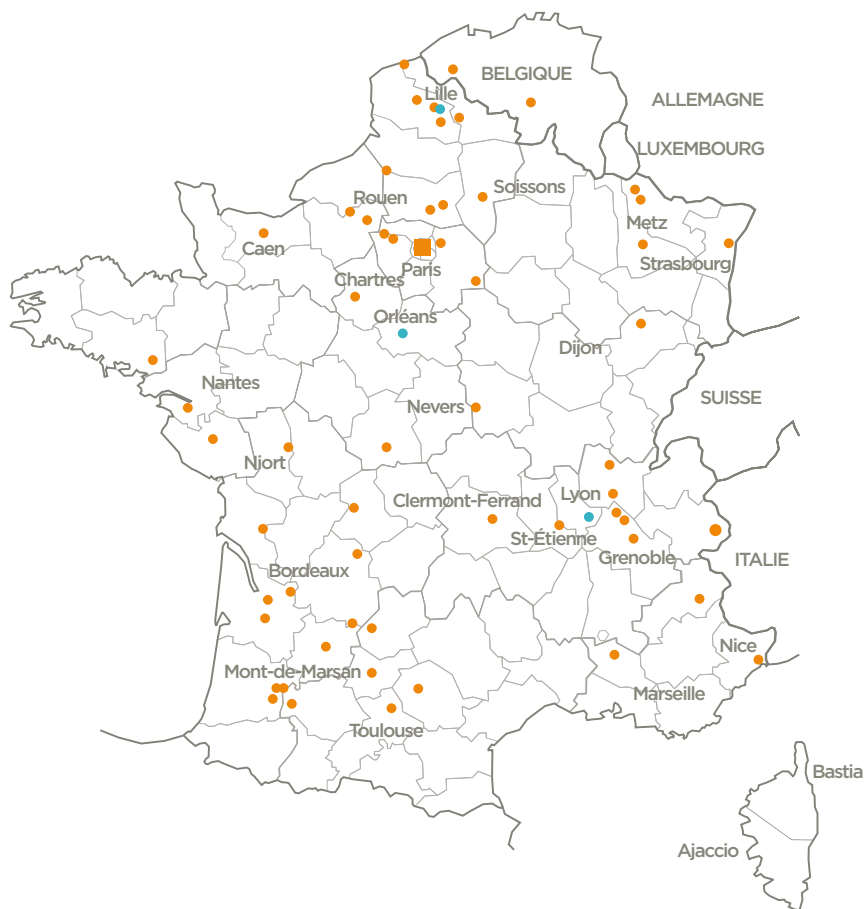 BELGIQUE
Lille
ALLEMAGNE
LUXEMBOURG
Rouen
Soissons
Metz
Caen
Strasbourg
Paris
Chartres
Orléans
Dijon
Nantes
SUISSE
Nevers
Niort
Clermont-Ferrand
Lyon
St-Étienne
Grenoble
ITALIE
Bordeaux
Nice
Mont-de-Marsan
Marseille
Toulouse
Bastia
Ajaccio